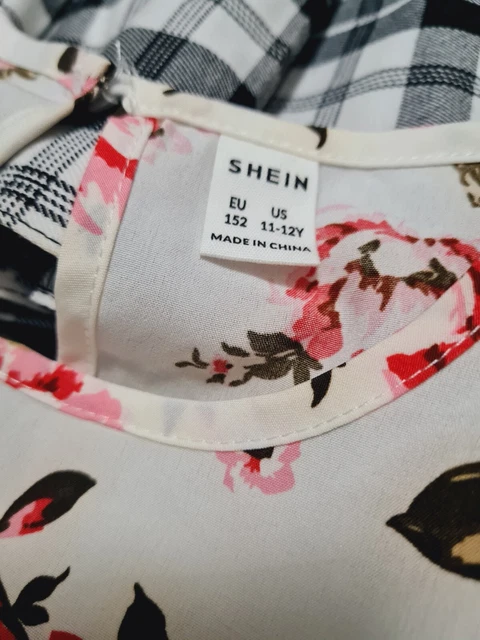 SHEIN
EU US
152 11-12Y
MADE IN CHINA